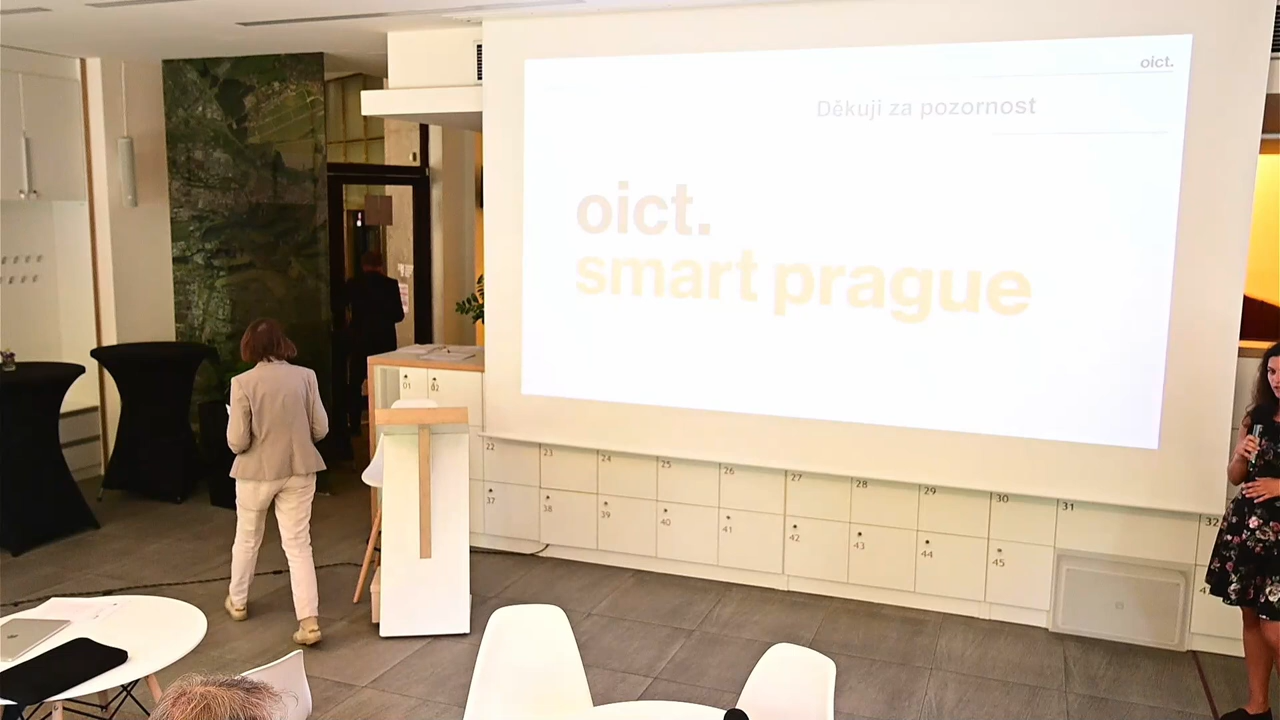 oict.
Děkuji za pozornost
oict.
smart prague
01 02
22 23 24 25 26 27 28 29 30 31 32
37 38 39 40 41 42 43 44 45